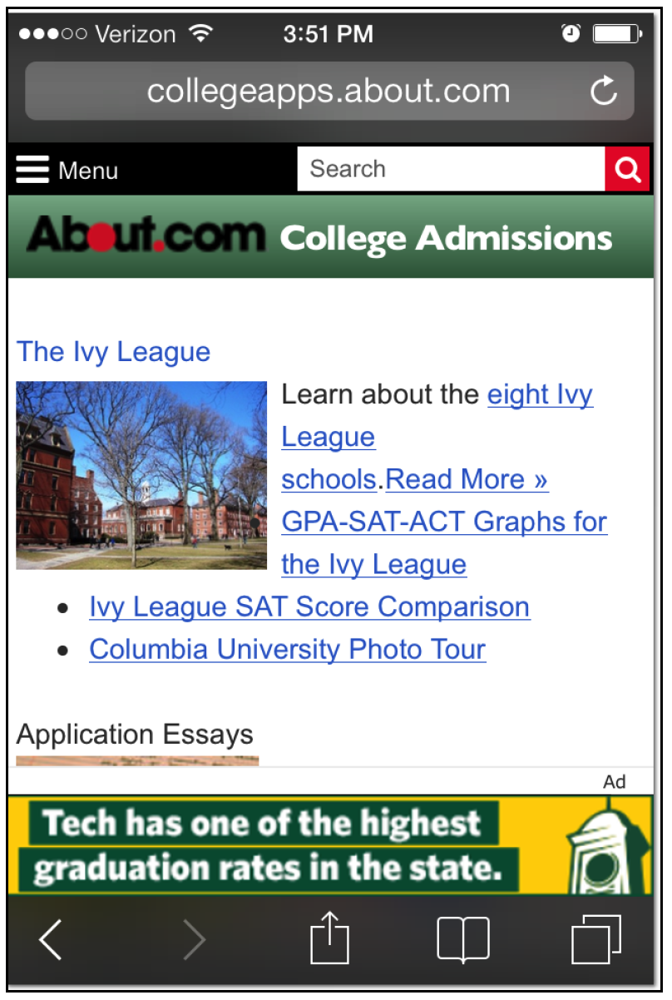 Verizon 3:51 PM
collegeapps.about.com
Menu Search
About.com College Admissions
The Ivy League
Learn about the eight Ivy
League
schools.Read More »
GPA-SAT-ACT Graphs for
the Ivy League
• Ivy League SAT Score Comparison
• Columbia University Photo Tour
Application Essays
Ad
Tech has one of the highest
graduation rates in the state.